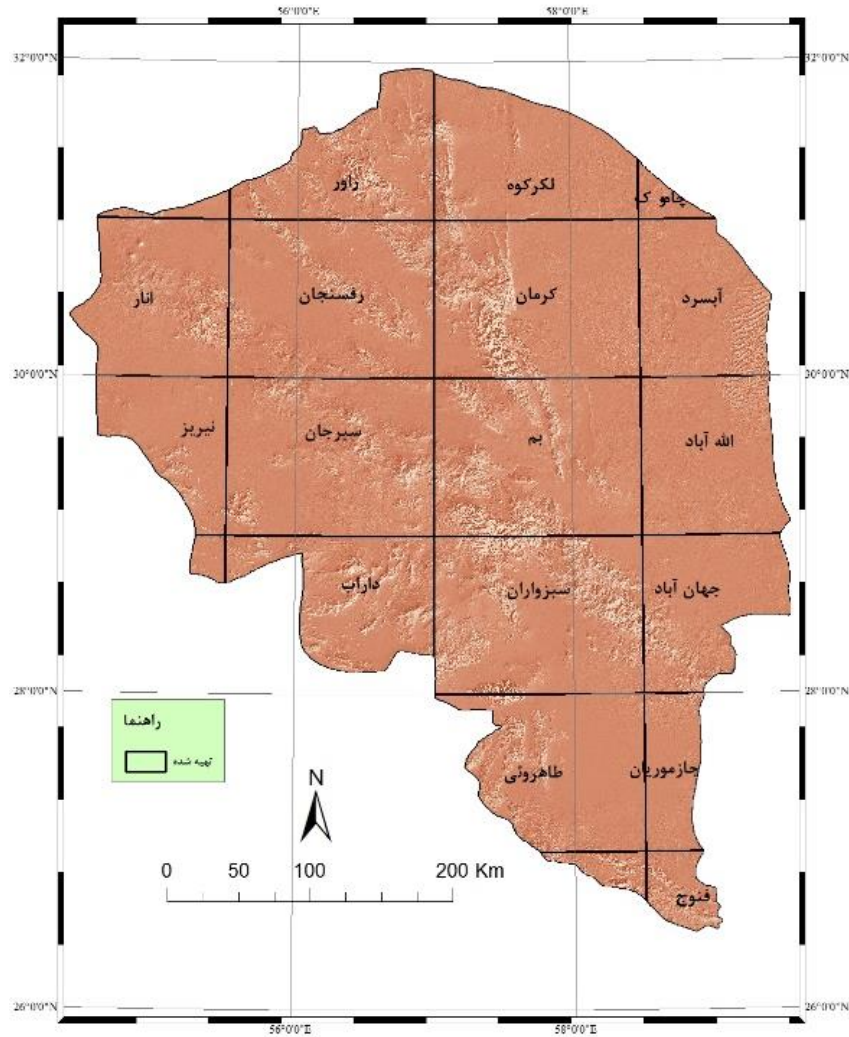 56°0'0"E 58°0'0"E
32°0'0"N 32°0'0"N
راور
لکرکوه
چاموک
انار
رفسنجان
کرمان
آبسرد
30°0'0"N 30°0'0"N
نیریز
سیرجان
بم
الله آباد
داراب
سبزواران
جهان آباد
28°0'0"N 28°0'0"N
راهنما
تهیه شده
طاهروئی
جازموریان
N
0 50 100 200 Km
فنوج
26°0'0"N 26°0'0"N
56°0'0"E 58°0'0"E